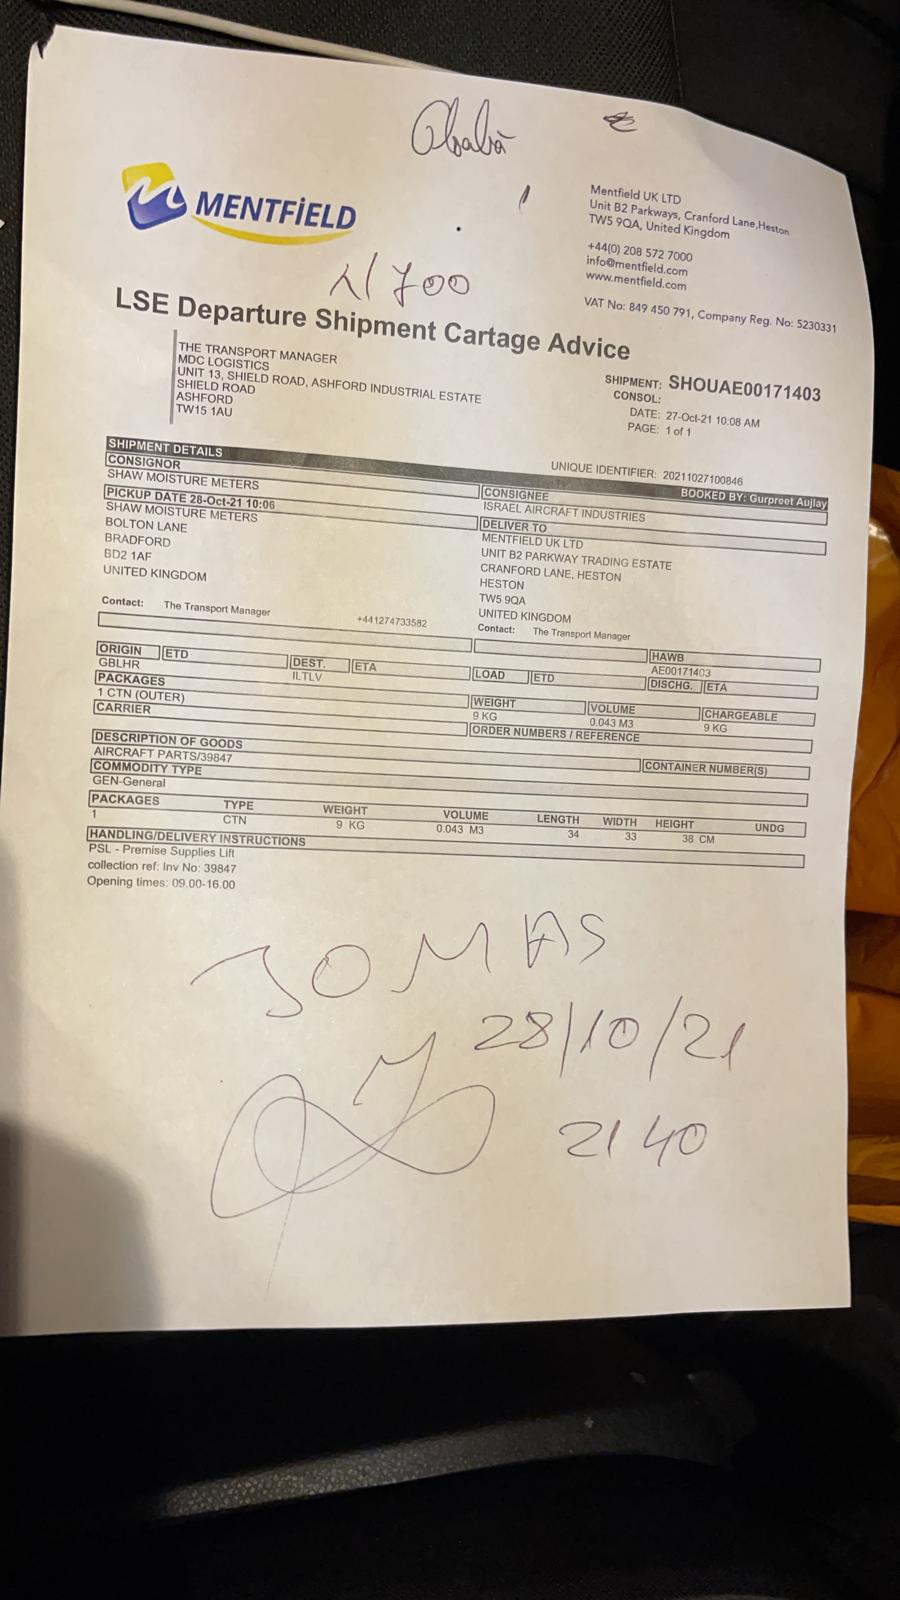 MENTFiELD
Mentfield UK LTD
Unit B2 Parkways, Cranford Lane,Heston
TW5 9QA, United Kingdom
+44(0) 208 572 7000
info@mentfield.com
www.mentfield.com
VAT No: 849 450 791, Company Reg. No: 5230331
LSE Departure Shipment Cartage Advice
THE TRANSPORT MANAGER
MDC LOGISTICS
UNIT 13, SHIELD ROAD, ASHFORD INDUSTRIAL ESTATE
SHIELD ROAD
ASHFORD
TW15 1AU
SHIPMENT: SHOUAE00171403
CONSOL:
DATE: 27-Oct-21 10:08 AM
PAGE: 1 of 1
UNIQUE IDENTIFIER: 20211027100846
SHIPMENT DETAILS BOOKED BY: Gurpreet Aujlay
CONSIGNOR
SHAW MOISTURE METERS
PICKUP DATE 28-Oct-21 10:06
SHAW MOISTURE METERS
BOLTON LANE
BRADFORD
BD2 1AF
UNITED KINGDOM
Contact: The Transport Manager +441274733582
CONSIGNEE
ISRAEL AIRCRAFT INDUSTRIES
DELIVER TO
MENTFIELD UK LTD
UNIT B2 PARKWAY TRADING ESTATE
CRANFORD LANE, HESTON
HESTON
TW5 9QA
UNITED KINGDOM
Contact: The Transport Manager
HAWB
AE00171403
ORIGIN ETD DEST. ETA LOAD ETD DISCHG. ETA
GBLHR ILTLV
PACKAGES WEIGHT VOLUME CHARGEABLE
1 CTN (OUTER) 9 KG 0.043 M3 9 KG
CARRIER ORDER NUMBERS / REFERENCE
DESCRIPTION OF GOODS CONTAINER NUMBER(S)
AIRCRAFT PARTS/39847
COMMODITY TYPE
GEN-General
PACKAGES TYPE WEIGHT VOLUME LENGTH WIDTH HEIGHT UNDG
1 CTN 9 KG 0.043 M3 34 33 38 CM
HANDLING/DELIVERY INSTRUCTIONS
PSL - Premise Supplies Lift
collection ref: Inv No: 39847
Opening times: 09.00-16.00
28/10/21
2140